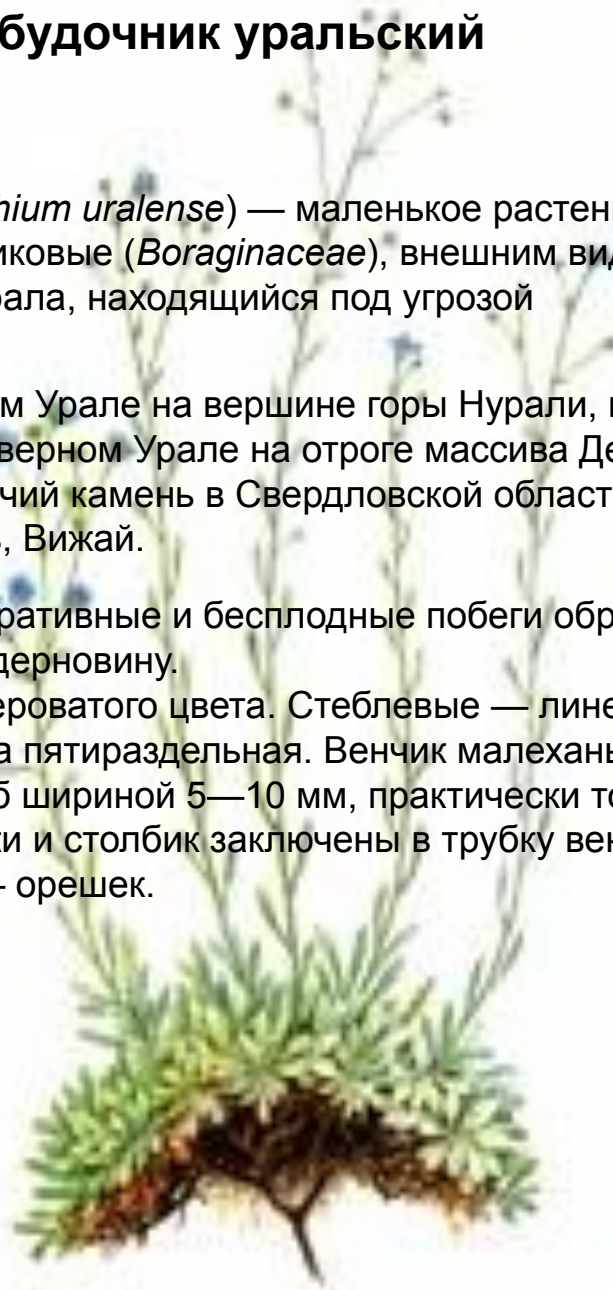 будочник уральский
hium uralense) — маленькое растен
иковые (Boraginaceae), внешним вид
рала, находящийся под угрозой
м Урале на вершине горы Нурали, 
верном Урале на отроге массива Де
чий камень в Свердловской област
, Вижай.
ративные и бесплодные побеги обр
дерновину.
ероватого цвета. Стеблевые — лине
а пятираздельная. Венчик малехань
б шириной 5—10 мм, практически то
ки и столбик заключены в трубку вен
- орешек.